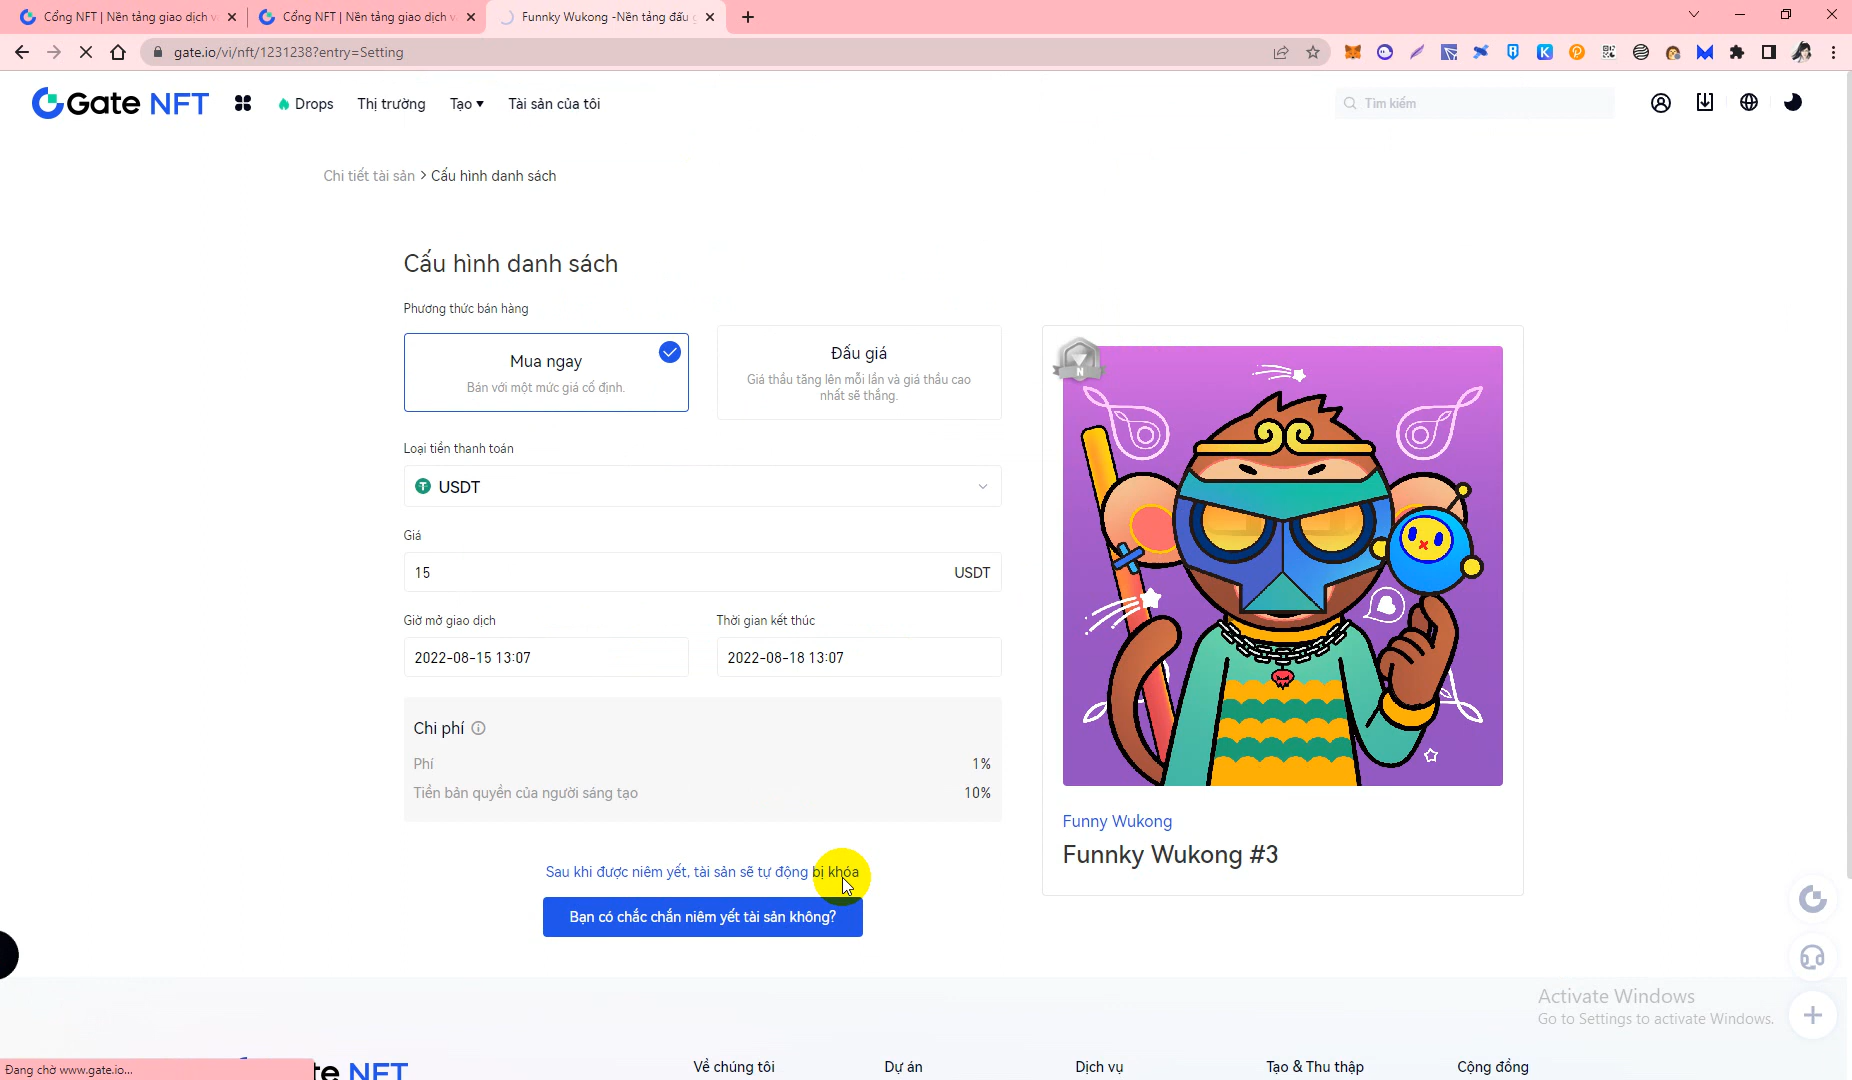 Cổng NFT | Nền tảng giao dịch v
Cổng NFT | Nền tảng giao dịch v
Funnky Wukong -Nền tảng đấu g
gate.io/vi/nft/1231238?entry=Setting
Gate NFT
Drops
Thị trường
Tạo
Tài sản của tôi
Tìm kiếm
Chi tiết tài sản > Cấu hình danh sách
Cấu hình danh sách
Phương thức bán hàng
Mua ngay
Bán với một mức giá cố định.
Đấu giá
Giá thầu tăng lên mỗi lần và giá thầu cao
nhất sẽ thắng.
N
Loại tiền thanh toán
USDT
Giá
15
USDT
Giờ mở giao dịch
Thời gian kết thúc
2022-08-15 13:07
2022-08-18 13:07
Chi phí
Phí
1%
Tiền bản quyền của người sáng tạo
10%
Funny Wukong
Funnky Wukong #3
Sau khi được niêm yết, tài sản sẽ tự động bị khóa
Bạn có chắc chắn niêm yết tài sản không?
Activate Windows
Go to Settings to activate Windows.
Đang chờ www.gate.io...
te NFT
Về chúng tôi
Dự án
Dịch vụ
Tạo & Thu thập
Cộng đồng